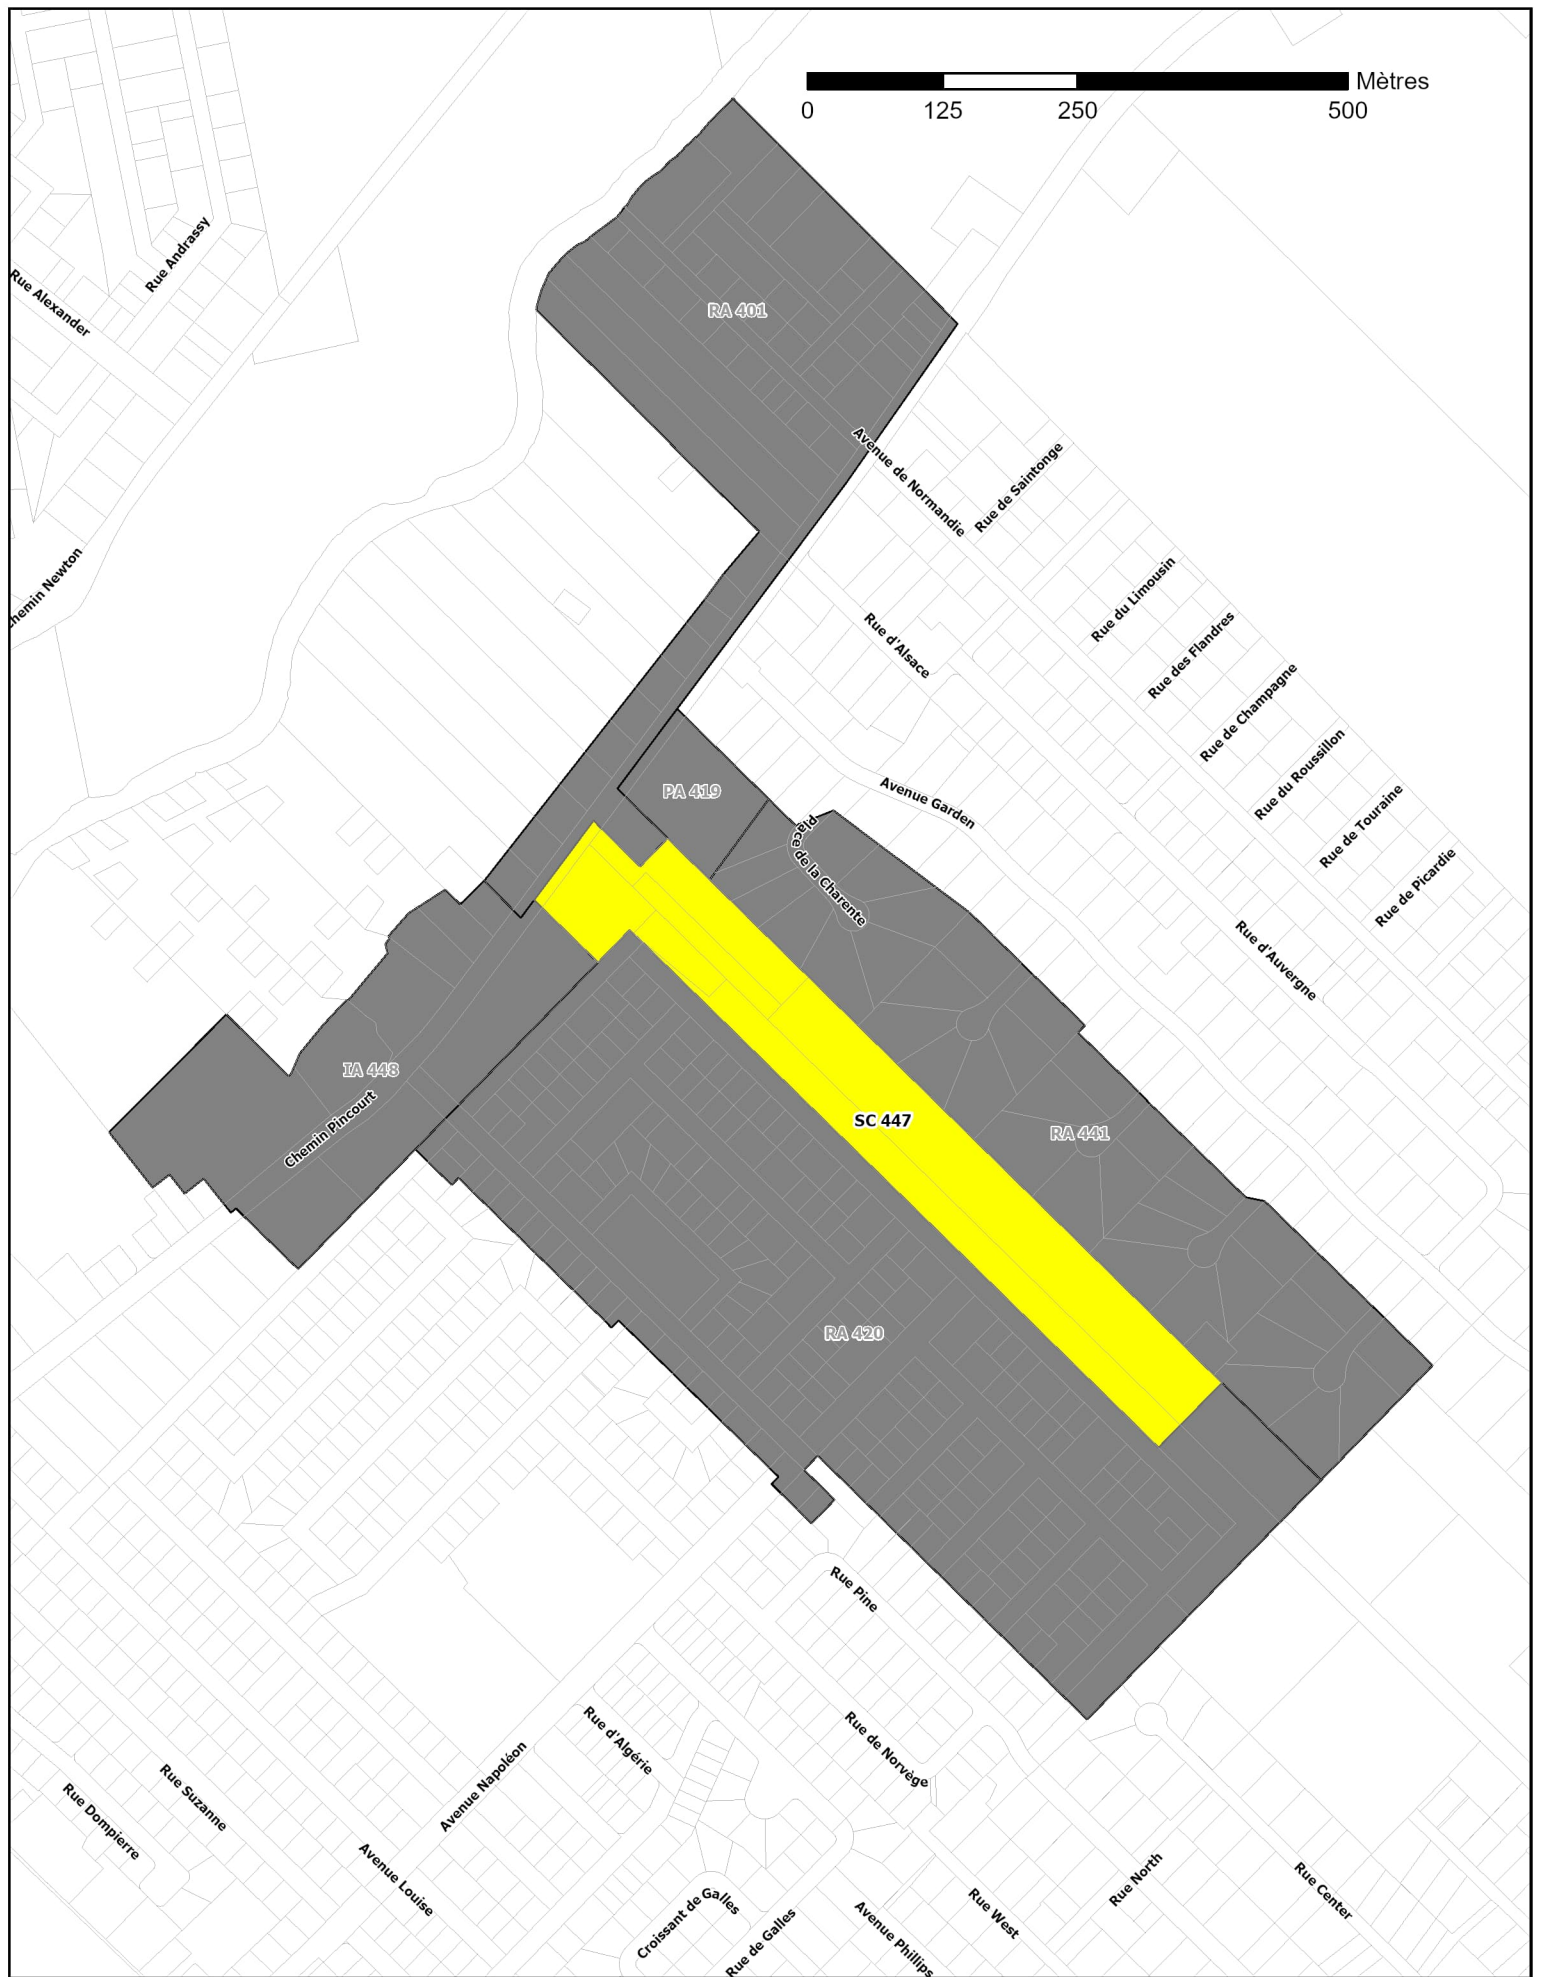 Mètres
0 125 250 500
Rue Andrassy
Rue Alexander
RA 401
Avenue de Normandie
Rue de Saintonge
Chemin Newton
Rue du Limousin
Rue d'Alsace
Rue des Flandres
Rue de Champagne
Rue du Roussillon
PA 419
Avenue Garden
Rue de Touraine
Place de la Charente
Rue de Picardie
Rue d'Auvergne
IA 448
Chemin Pincourt
SC 447
RA 441
RA 420
Rue Pine
Rue d'Algérie
Rue de Norvège
Avenue Napoléon
Rue Suzanne
Rue Dompierre
Avenue Louise
Rue North
Rue Center
Croissant de Galles
Rue West
Rue de Galles
Avenue Phillips